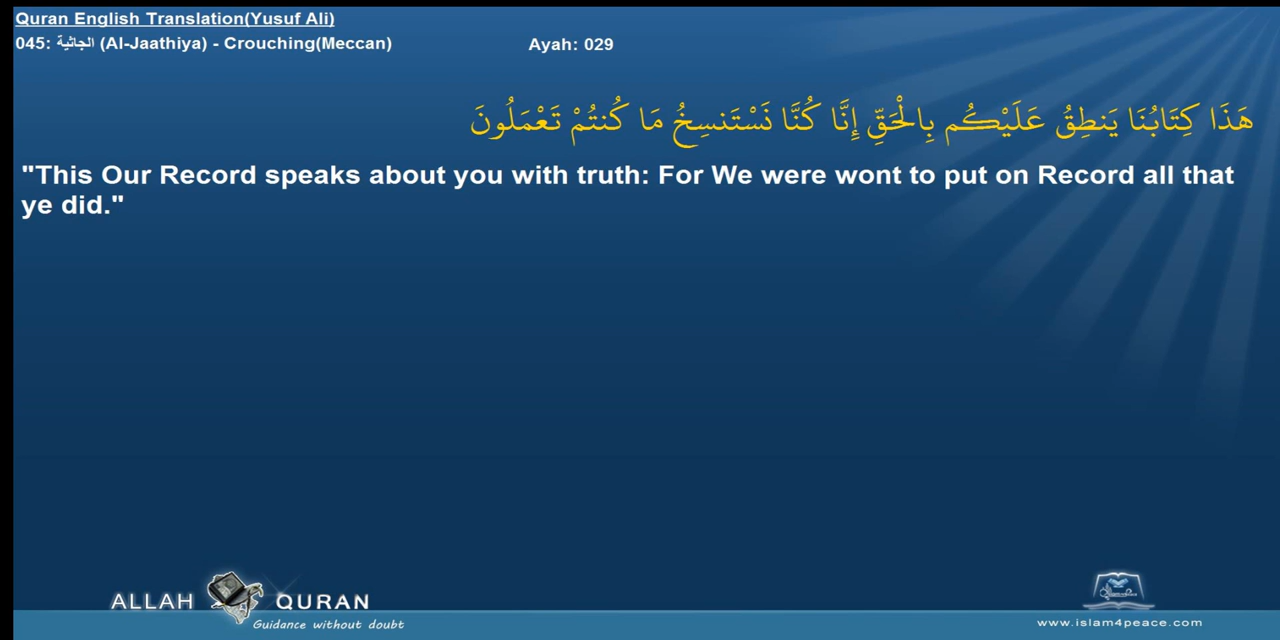 Quran English Translation(Yusuf Ali)
045: الجاثية (Al-Jaathiya) - Crouching(Meccan) Ayah: 029
هَذَا كِتَابُنَا يَنطِقُ عَلَيْكُم بِالْحَقِّ إِنَّا كُنَّا نَسْتَنسِخُ مَا كُنتُمْ تَعْمَلُونَ
"This Our Record speaks about you with truth: For We were wont to put on Record all that
ye did."
ALLAH QURAN
Guidance without doubt
www.islam4peace.com